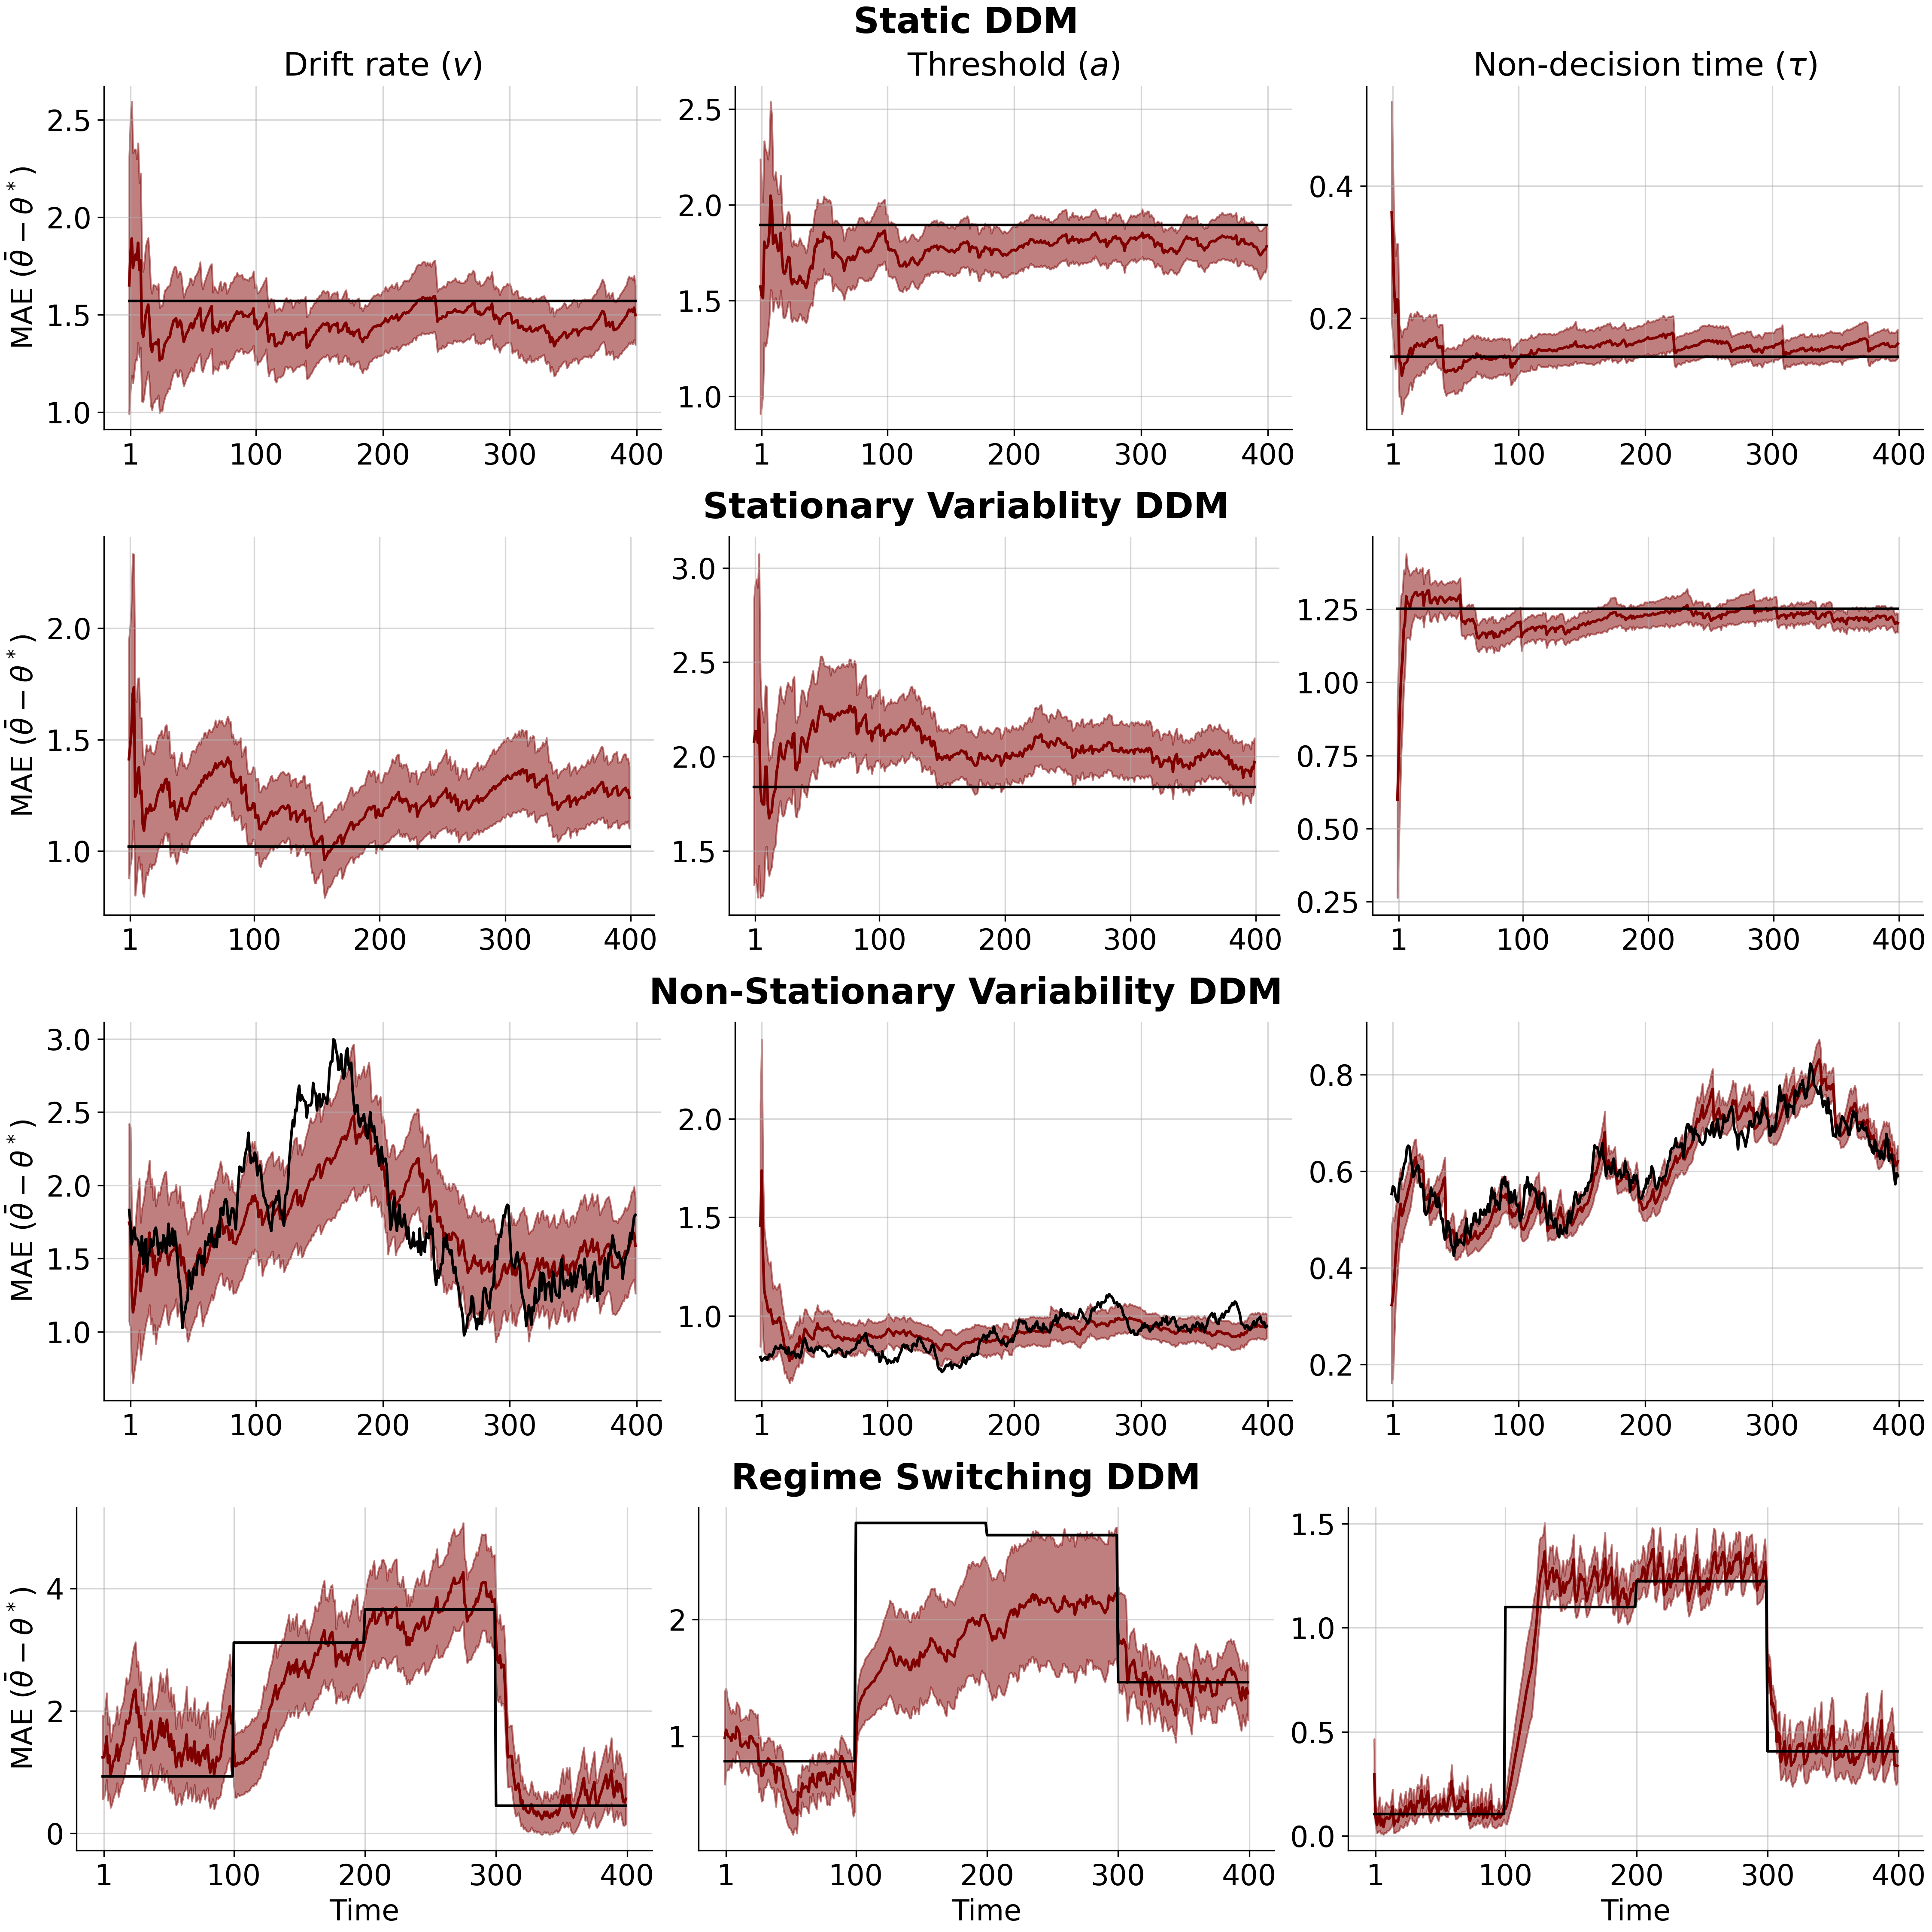 Static DDM
Drift rate (v)
Threshold (a)
Non-decision time (τ)
MAE (θ̄ − θ*)
2.5
2.0
1.5
1.0
1 100 200 300 400
2.5
2.0
1.5
1.0
1 100 200 300 400
0.4
0.2
1 100 200 300 400
Stationary Variablity DDM
MAE (θ̄ − θ*)
2.0
1.5
1.0
1 100 200 300 400
3.0
2.5
2.0
1.5
1 100 200 300 400
1.25
1.00
0.75
0.50
0.25
1 100 200 300 400
Non-Stationary Variability DDM
MAE (θ̄ − θ*)
3.0
2.5
2.0
1.5
1.0
1 100 200 300 400
2.0
1.5
1.0
1 100 200 300 400
0.8
0.6
0.4
0.2
1 100 200 300 400
Regime Switching DDM
MAE (θ̄ − θ*)
4
2
0
1 100 200 300 400
Time
2
1
1 100 200 300 400
Time
1.5
1.0
0.5
0.0
1 100 200 300 400
Time